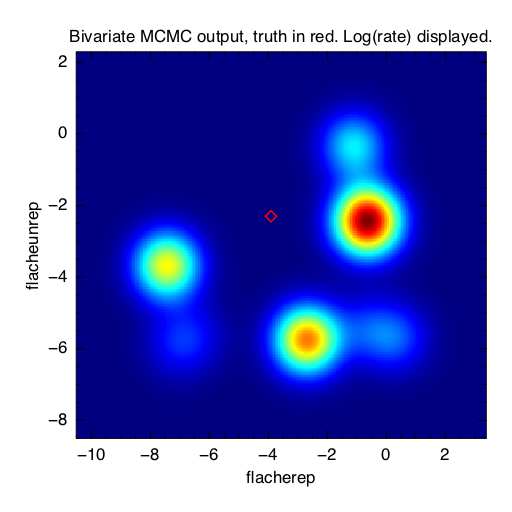 Bivariate MCMC output, truth in red. Log(rate) displayed.
2
0
−2
−4
−6
−8
flacheunrep
−10 −8 −6 −4 −2 0 2
flacherep